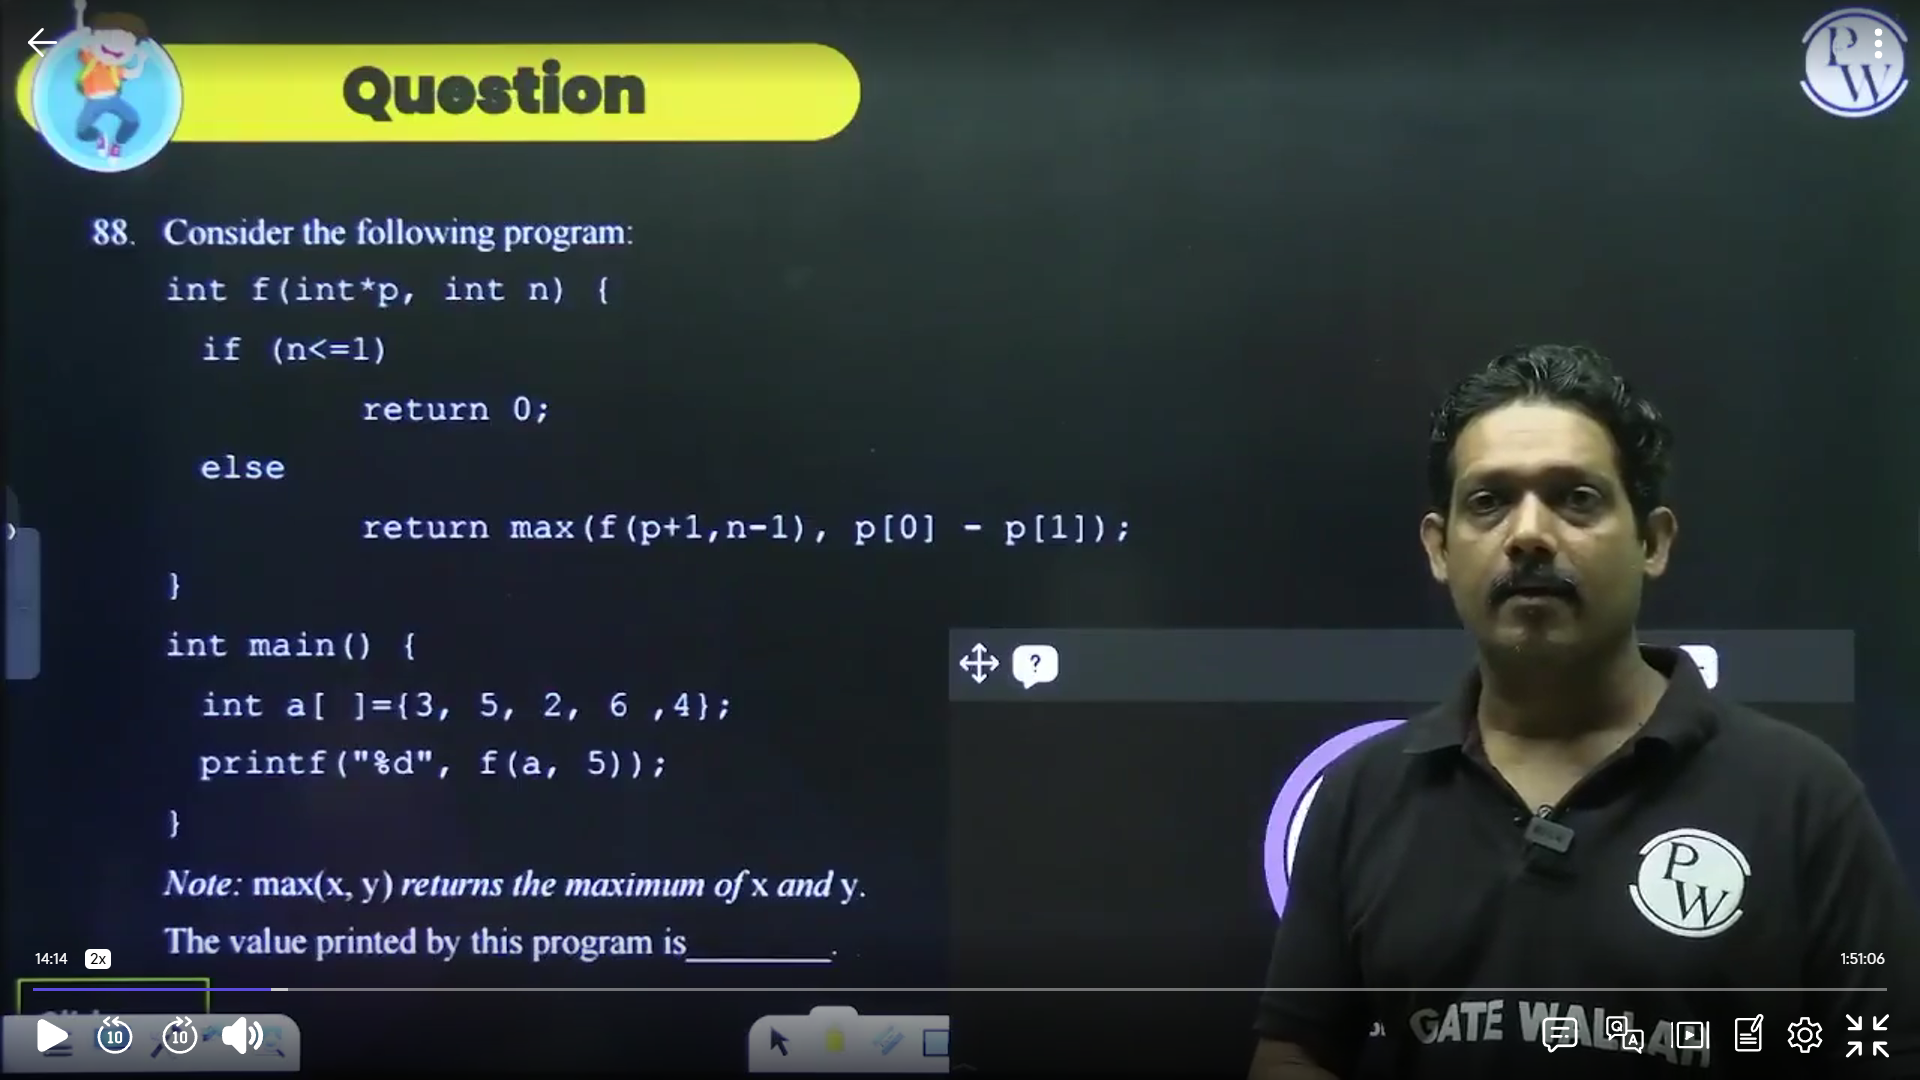 Question
P
W
88. Consider the following program:
int f(int*p, int n) {
if (n<=1)
return 0;
else
return max(f(p+1,n-1), p[0] - p[1]);
}
int main() {
int a[ ]={3, 5, 2, 6 ,4};
printf("%d", f(a, 5));
}
Note: max(x, y) returns the maximum of x and y.
The value printed by this program is________.
?
P
W
GATE WALLAH
14:14 2x
1:51:06
10 10
Q A